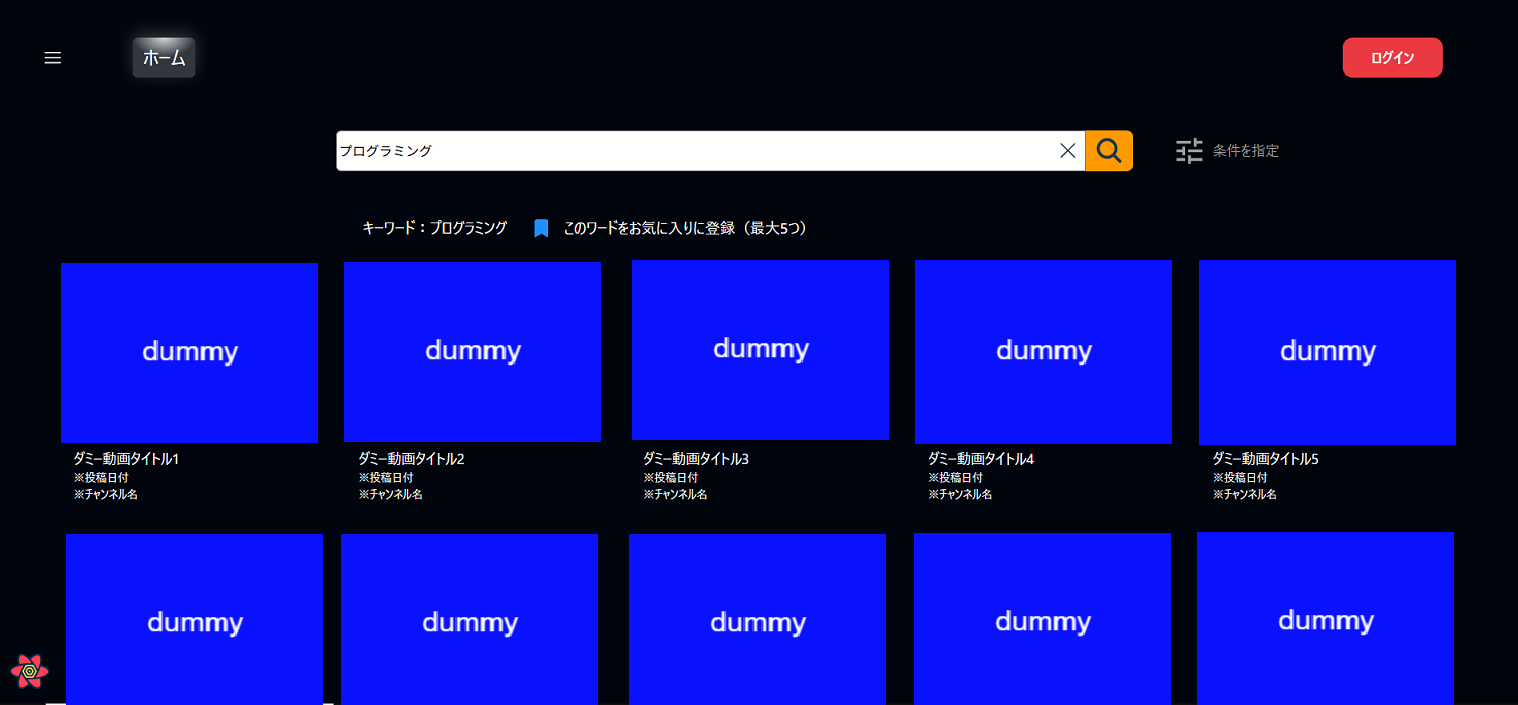 ホーム
ログイン
プログラミング
条件を指定
キーワード：プログラミング
このワードをお気に入りに登録（最大5つ）
dummy
dummy
dummy
dummy
dummy
ダミー動画タイトル1
※投稿日付
※チャンネル名
ダミー動画タイトル2
※投稿日付
※チャンネル名
ダミー動画タイトル3
※投稿日付
※チャンネル名
ダミー動画タイトル4
※投稿日付
※チャンネル名
ダミー動画タイトル5
※投稿日付
※チャンネル名
dummy
dummy
dummy
dummy
dummy